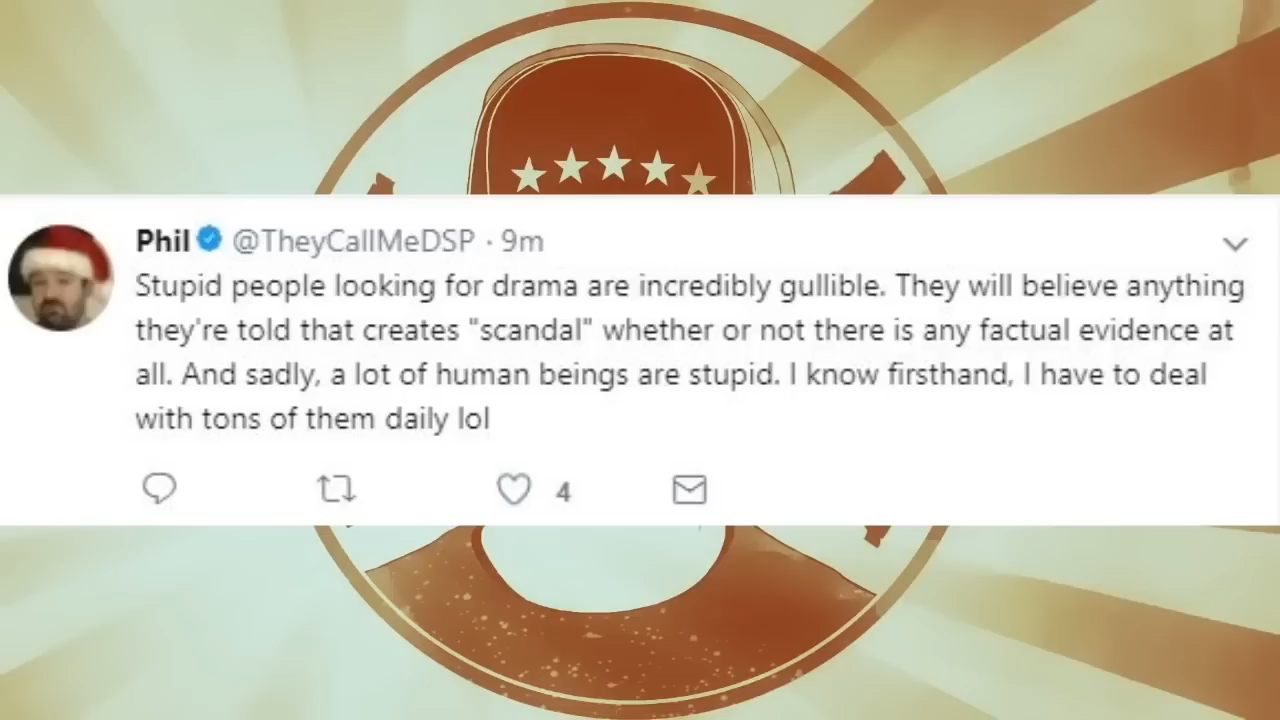 Phil @TheyCallMeDSP · 9m
Stupid people looking for drama are incredibly gullible. They will believe anything
they're told that creates "scandal" whether or not there is any factual evidence at
all. And sadly, a lot of human beings are stupid. I know firsthand, I have to deal
with tons of them daily lol
4